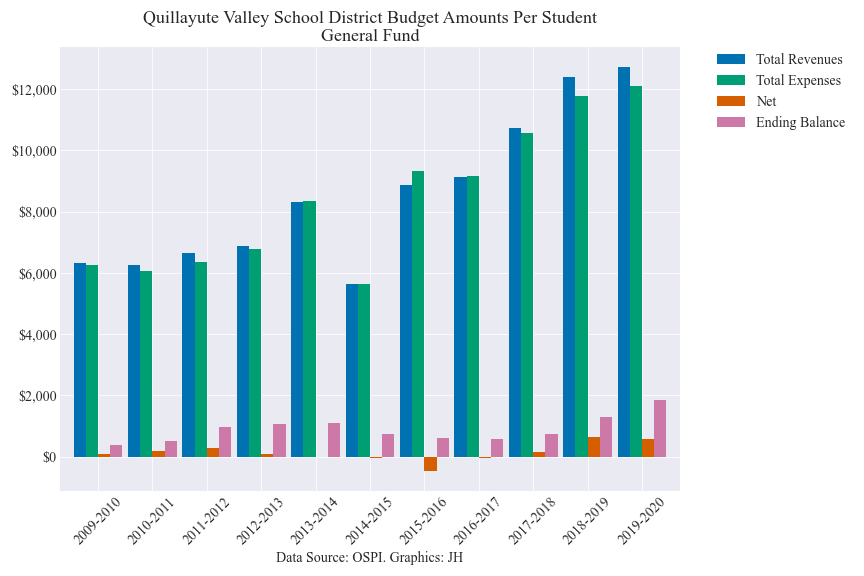 Quillayute Valley School District Budget Amounts Per Student
General Fund
Total Revenues
Total Expenses
Net
Ending Balance
$12,000
$10,000
$8,000
$6,000
$4,000
$2,000
$0
2009-2010
2010-2011
2011-2012
2012-2013
2013-2014
2014-2015
2015-2016
2016-2017
2017-2018
2018-2019
2019-2020
Data Source: OSPI. Graphics: JH